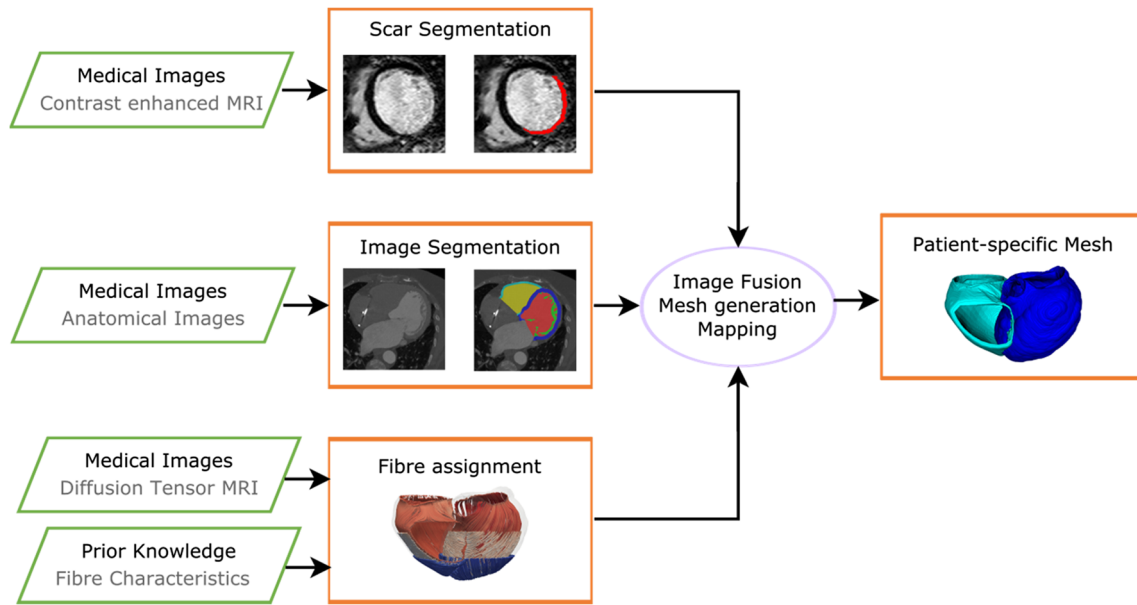 Scar Segmentation
Medical Images
Contrast enhanced MRI
Image Segmentation
Medical Images
Anatomical Images
Image Fusion
Mesh generation
Mapping
Patient-specific Mesh
Medical Images
Diffusion Tensor MRI
Fibre assignment
Prior Knowledge
Fibre Characteristics